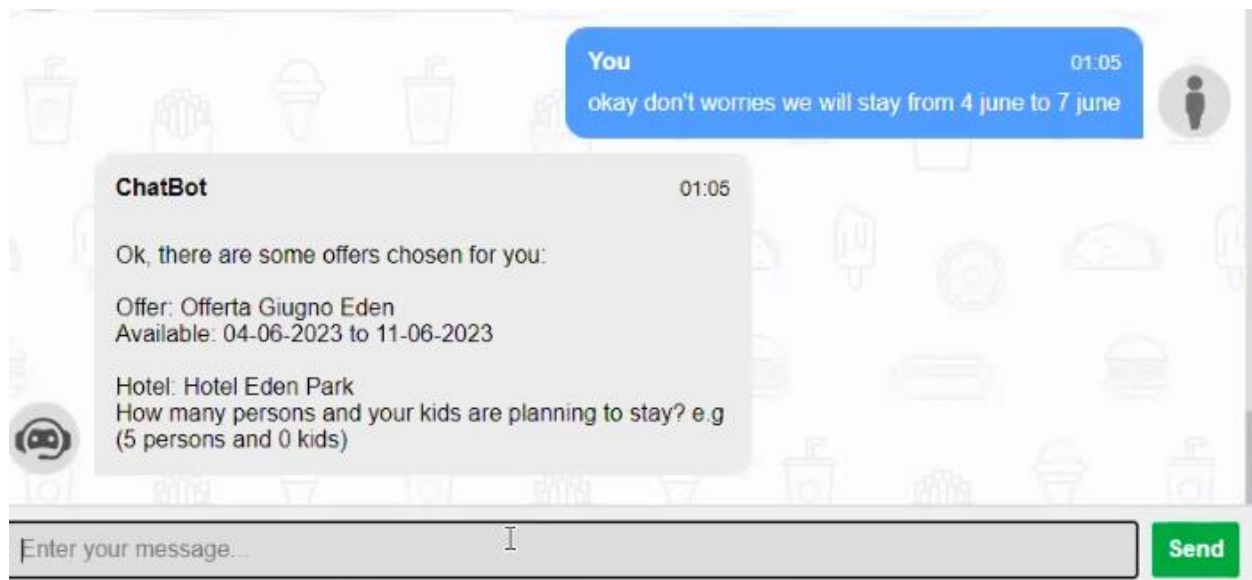 You 01:05
okay don't worries we will stay from 4 june to 7 june
ChatBot 01:05
Ok, there are some offers chosen for you:
Offer: Offerta Giugno Eden
Available: 04-06-2023 to 11-06-2023
Hotel: Hotel Eden Park
How many persons and your kids are planning to stay? e.g
(5 persons and 0 kids)
Enter your message...
Send